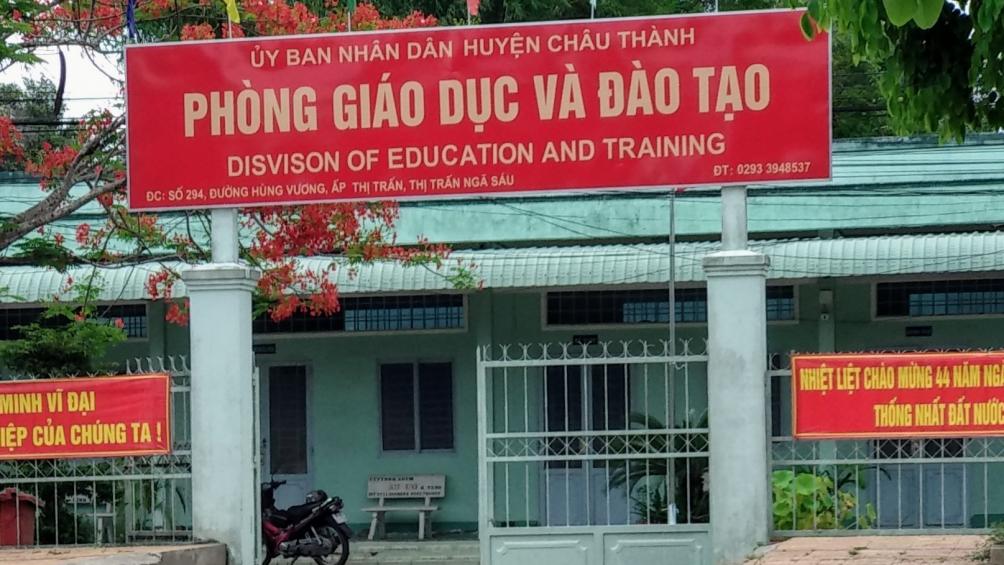 ỦY BAN NHÂN DÂN HUYỆN CHÂU THÀNH
PHÒNG GIÁO DỤC VÀ ĐÀO TẠO
DISVISON OF EDUCATION AND TRAINING
ĐC: SỐ 294, ĐƯỜNG HÙNG VƯƠNG, ẤP THỊ TRẤN, THỊ TRẤN NGÃ SÁU
ĐT: 0293 3948537
MINH VĨ ĐẠI
IỆP CỦA CHÚNG TA !
NHIỆT LIỆT CHÀO MỪNG 44 NĂM NGÀ
THỐNG NHẤT ĐẤT NƯỚC